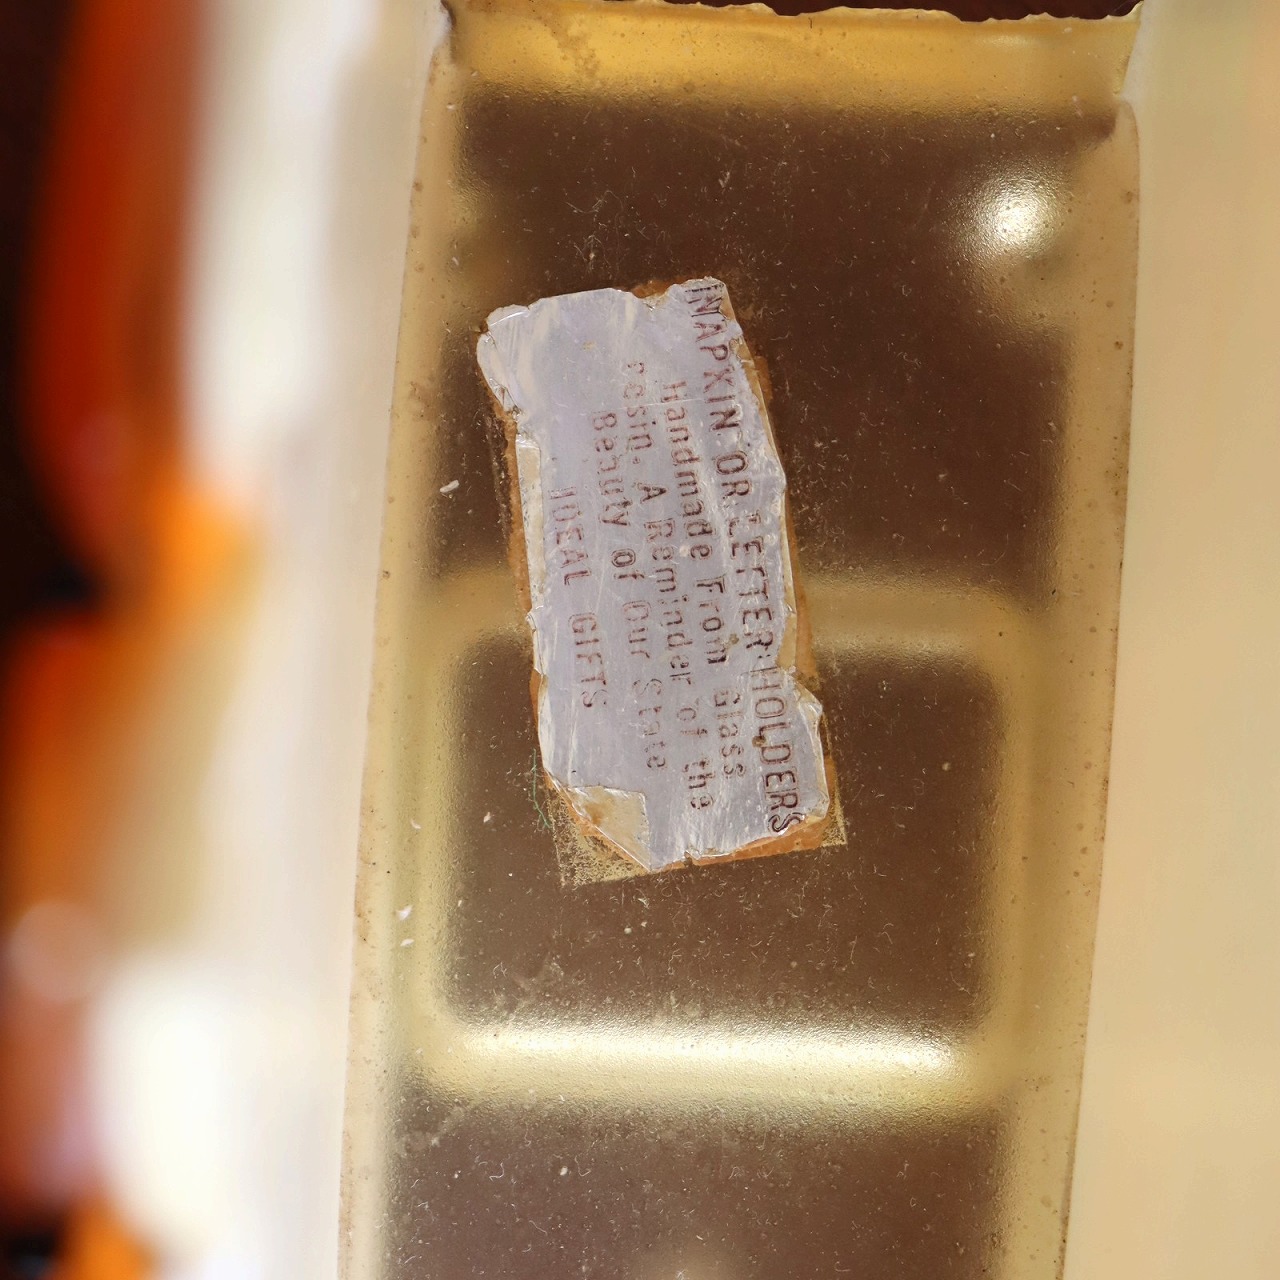 NAPKIN OR LETTER HOLDERS
Handmade From Glass
Resin. A Reminder of the
Beauty of Our State
IDEAL GIFTS